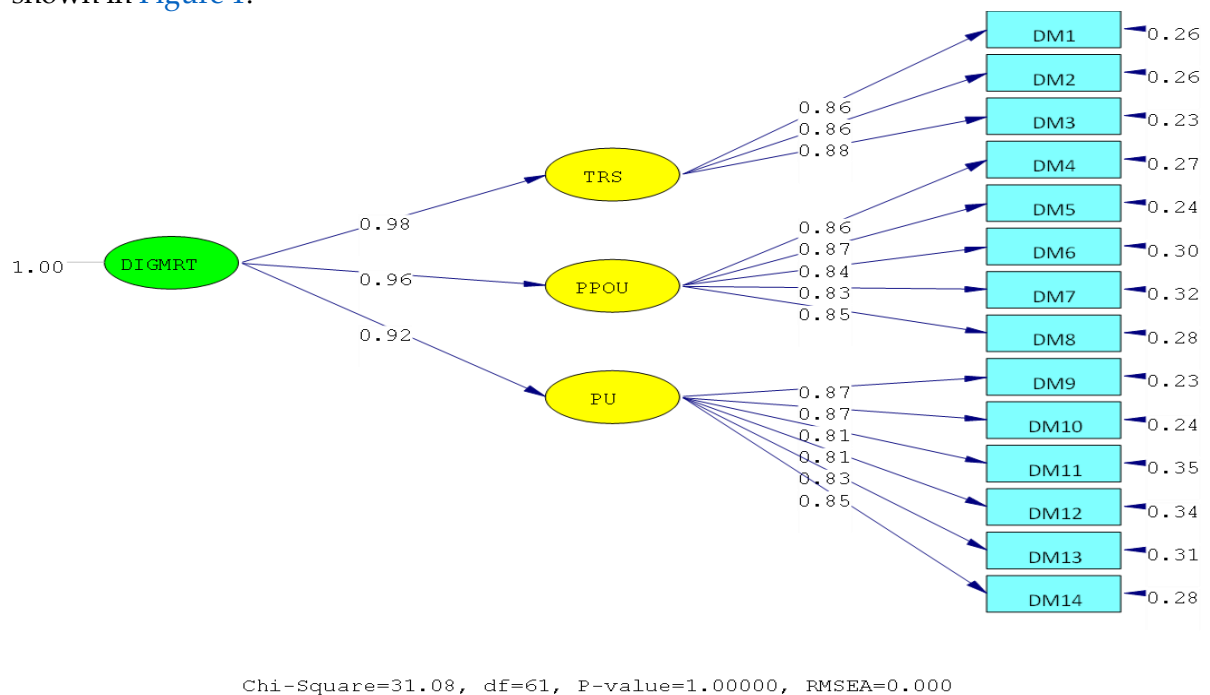 shown in Figure 1.
DM1 0.26
DM2 0.26
0.86
DM3 0.23
0.86
0.88
DM4 0.27
TRS
DM5 0.24
0.98
0.86
DM6 0.30
0.87
1.00 DIGMRT
0.84
0.96 PPOU
DM7 0.32
0.83
0.85
0.92
DM8 0.28
DM9 0.23
0.87
PU
0.87
DM10 0.24
0.81
0.81
DM11 0.35
0.83
0.85
DM12 0.34
DM13 0.31
DM14 0.28
Chi-Square=31.08, df=61, P-value=1.00000, RMSEA=0.000